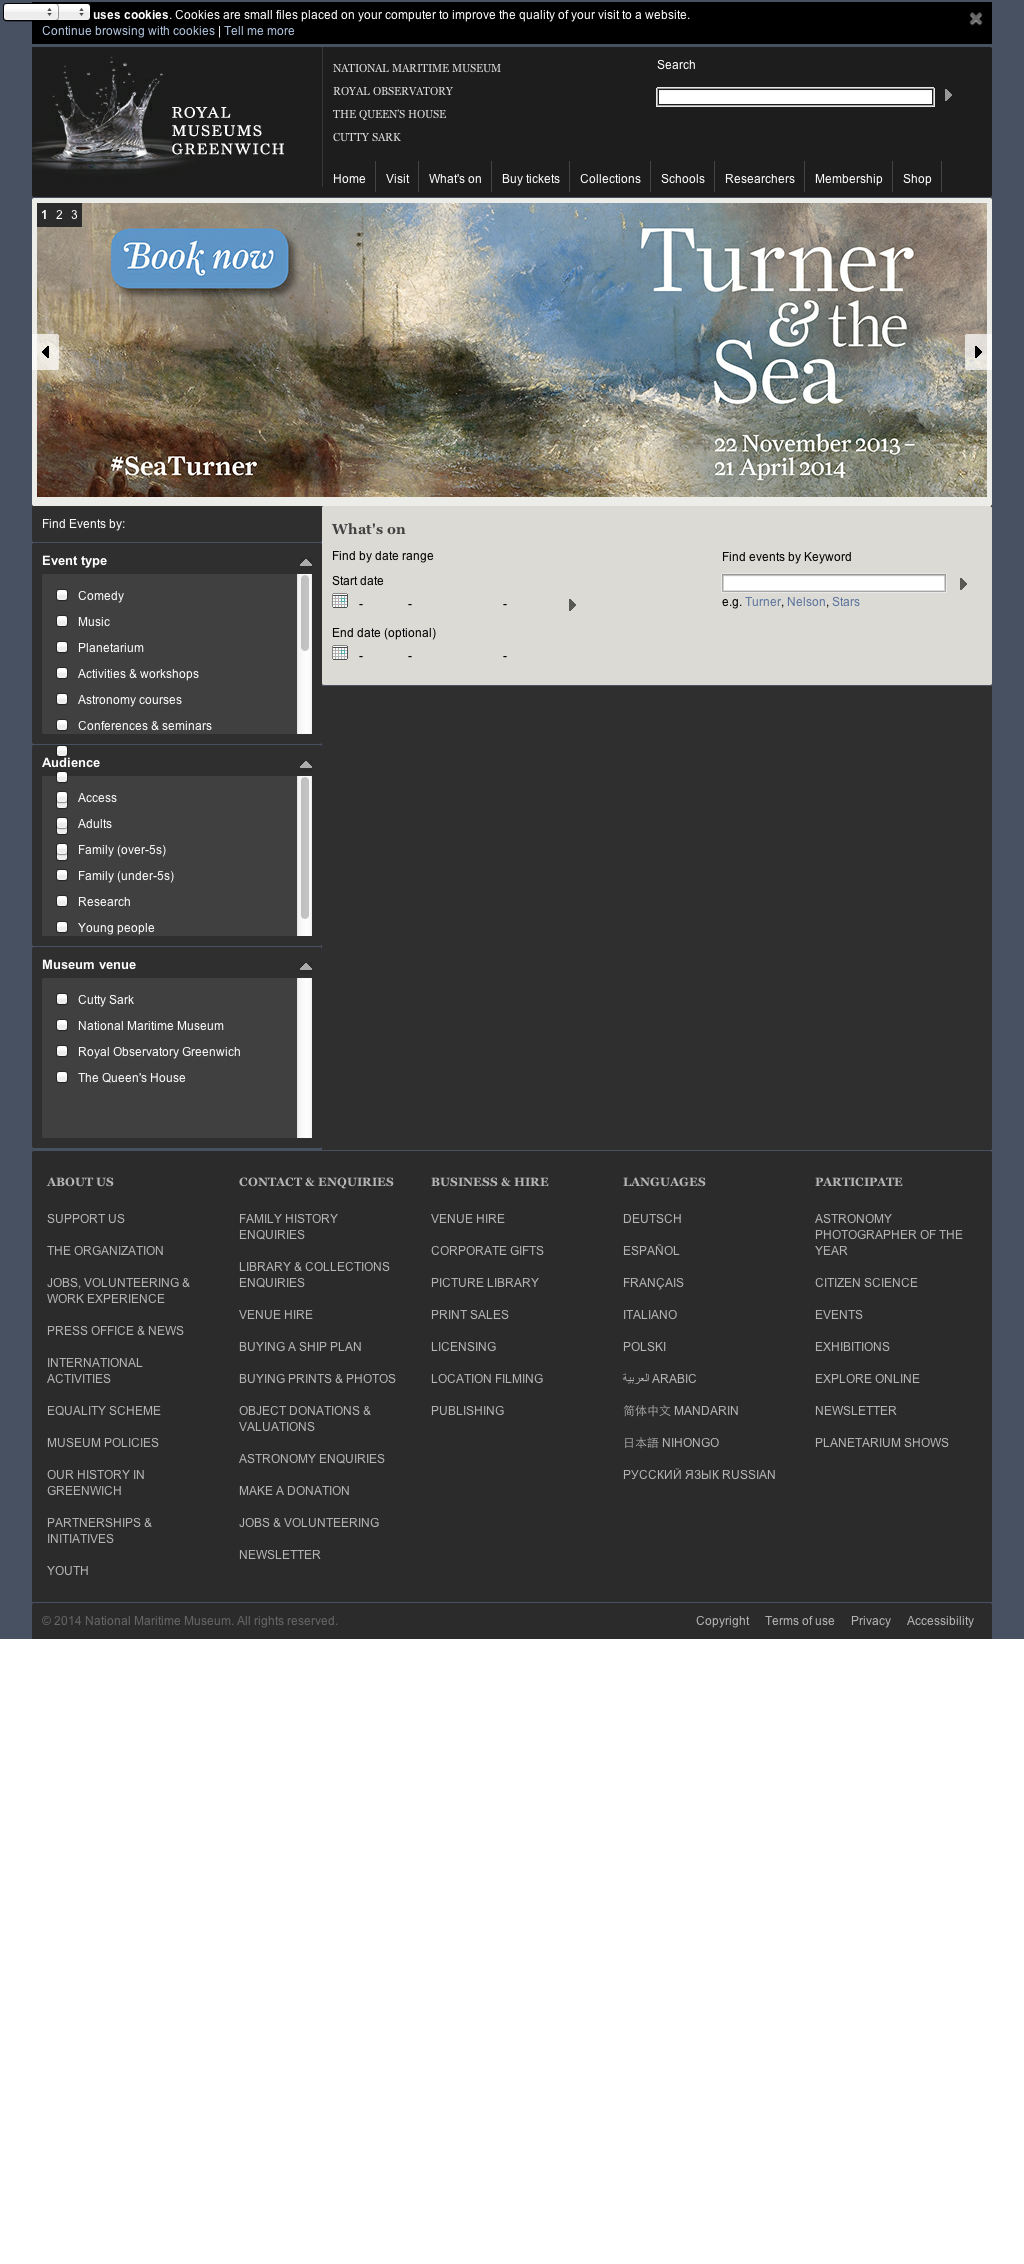 uses cookies. Cookies are small files placed on your computer to improve the quality of your visit to a website.
Continue browsing with cookies | Tell me more
ROYAL
MUSEUMS
GREENWICH
NATIONAL MARITIME MUSEUM
ROYAL OBSERVATORY
THE QUEEN'S HOUSE
CUTTY SARK
Search
Home Visit What's on Buy tickets Collections Schools Researchers Membership Shop
1 2 3
Book now
Turner
& the
Sea
22 November 2013 –
21 April 2014
#SeaTurner
Find Events by:
Event type
Comedy
Music
Planetarium
Activities & workshops
Astronomy courses
Conferences & seminars
Audience
Access
Adults
Family (over-5s)
Family (under-5s)
Research
Young people
Museum venue
Cutty Sark
National Maritime Museum
Royal Observatory Greenwich
The Queen's House
What's on
Find by date range
Start date
- - -
End date (optional)
- - -
Find events by Keyword
e.g. Turner, Nelson, Stars
ABOUT US
SUPPORT US
THE ORGANIZATION
JOBS, VOLUNTEERING &
WORK EXPERIENCE
PRESS OFFICE & NEWS
INTERNATIONAL
ACTIVITIES
EQUALITY SCHEME
MUSEUM POLICIES
OUR HISTORY IN
GREENWICH
PARTNERSHIPS &
INITIATIVES
YOUTH
CONTACT & ENQUIRIES
FAMILY HISTORY
ENQUIRIES
LIBRARY & COLLECTIONS
ENQUIRIES
VENUE HIRE
BUYING A SHIP PLAN
BUYING PRINTS & PHOTOS
OBJECT DONATIONS &
VALUATIONS
ASTRONOMY ENQUIRIES
MAKE A DONATION
JOBS & VOLUNTEERING
NEWSLETTER
BUSINESS & HIRE
VENUE HIRE
CORPORATE GIFTS
PICTURE LIBRARY
PRINT SALES
LICENSING
LOCATION FILMING
PUBLISHING
LANGUAGES
DEUTSCH
ESPAÑOL
FRANÇAIS
ITALIANO
POLSKI
العربية ARABIC
简体中文 MANDARIN
日本語 NIHONGO
РУССКИЙ ЯЗЫК RUSSIAN
PARTICIPATE
ASTRONOMY
PHOTOGRAPHER OF THE
YEAR
CITIZEN SCIENCE
EVENTS
EXHIBITIONS
EXPLORE ONLINE
NEWSLETTER
PLANETARIUM SHOWS
© 2014 National Maritime Museum. All rights reserved.
Copyright Terms of use Privacy Accessibility